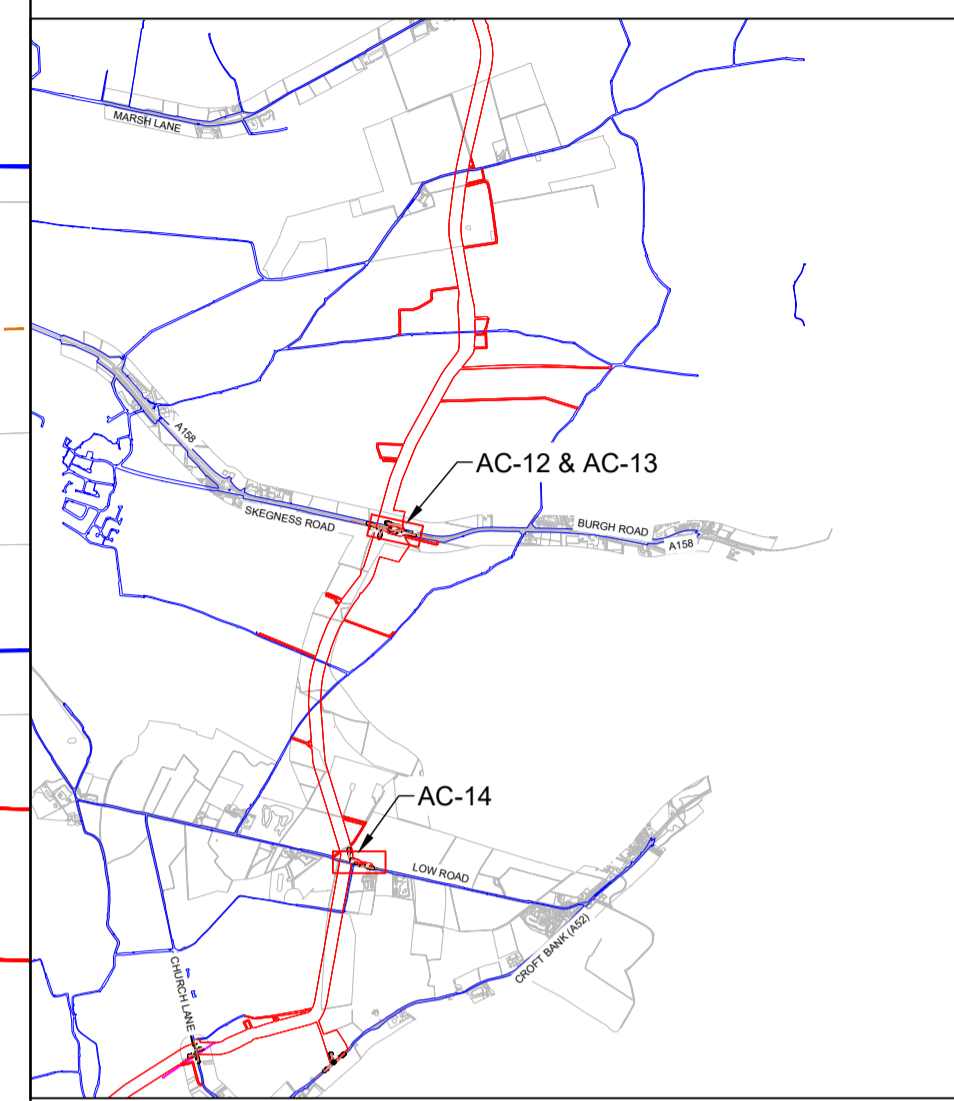 MARSH LANE
A158
AC-12 & AC-13
SKEGNESS ROAD
BURGH ROAD
A158
AC-14
LOW ROAD
CROFT BANK (A52)
CHURCH LANE